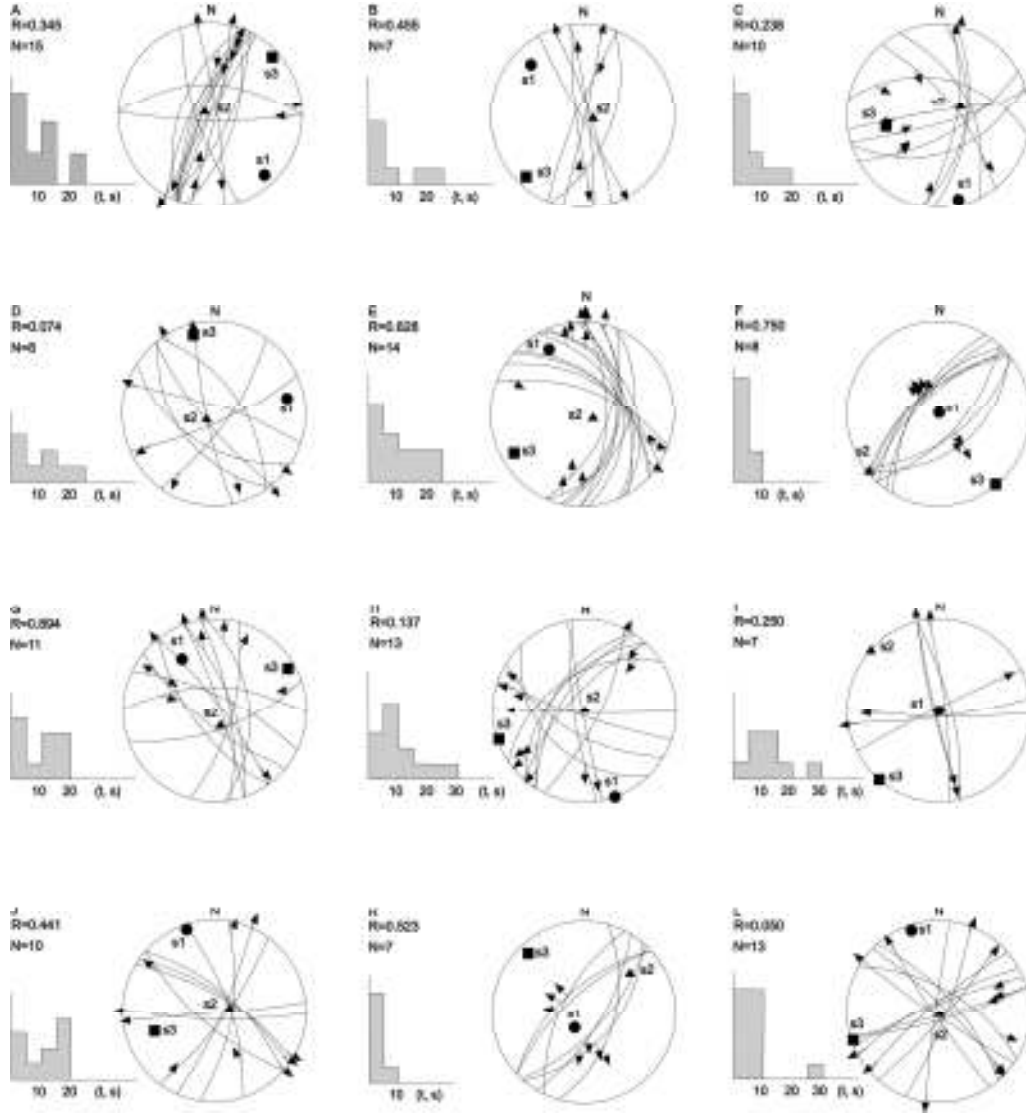 A
R=0.345
N=15
N
s3
s2
s1
10 20 (t, s)
B
R=0.455
N=7
N
s1
s2
s3
10 20 (t, s)
C
R=0.238
N=10
N
s3
s1
10 20 (t, s)
D
R=0.074
N=8
N
s3
s1
s2
10 20 (t, s)
E
R=0.828
N=14
N
s1
s2
s3
10 20 (t, s)
F
R=0.750
N=8
N
s1
s2
s3
10 (t, s)
R=0.894
N=11
s1
s3
s2
10 20 (t, s)
R=0.137
N=13
s2
s3
s1
10 20 30 (t, s)
R=0.250
N=7
s2
s1
s3
10 20 30 (t, s)
R=0.441
N=10
N
s1
s2
s3
10 20 (t, s)
R=0.523
N=7
N
s3
s2
s1
10 (t, s)
L
R=0.050
N=13
N
s1
s3
s2
10 20 30 (t, s)